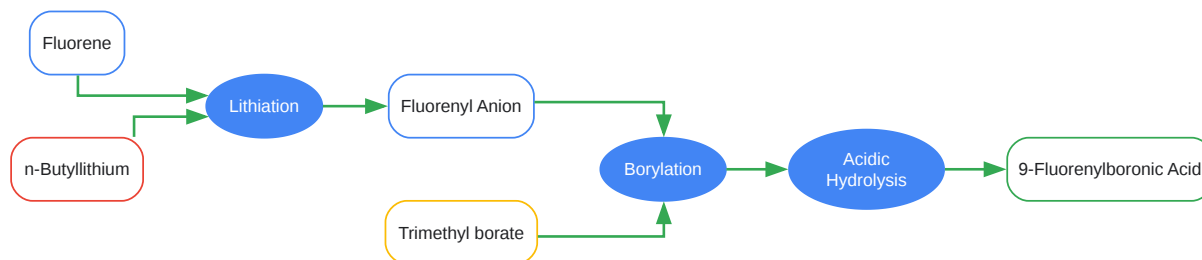 Fluorene
n-Butyllithium
Lithiation
Fluorenyl Anion
Trimethyl borate
Borylation
Acidic
Hydrolysis
9-Fluorenylboronic Acid